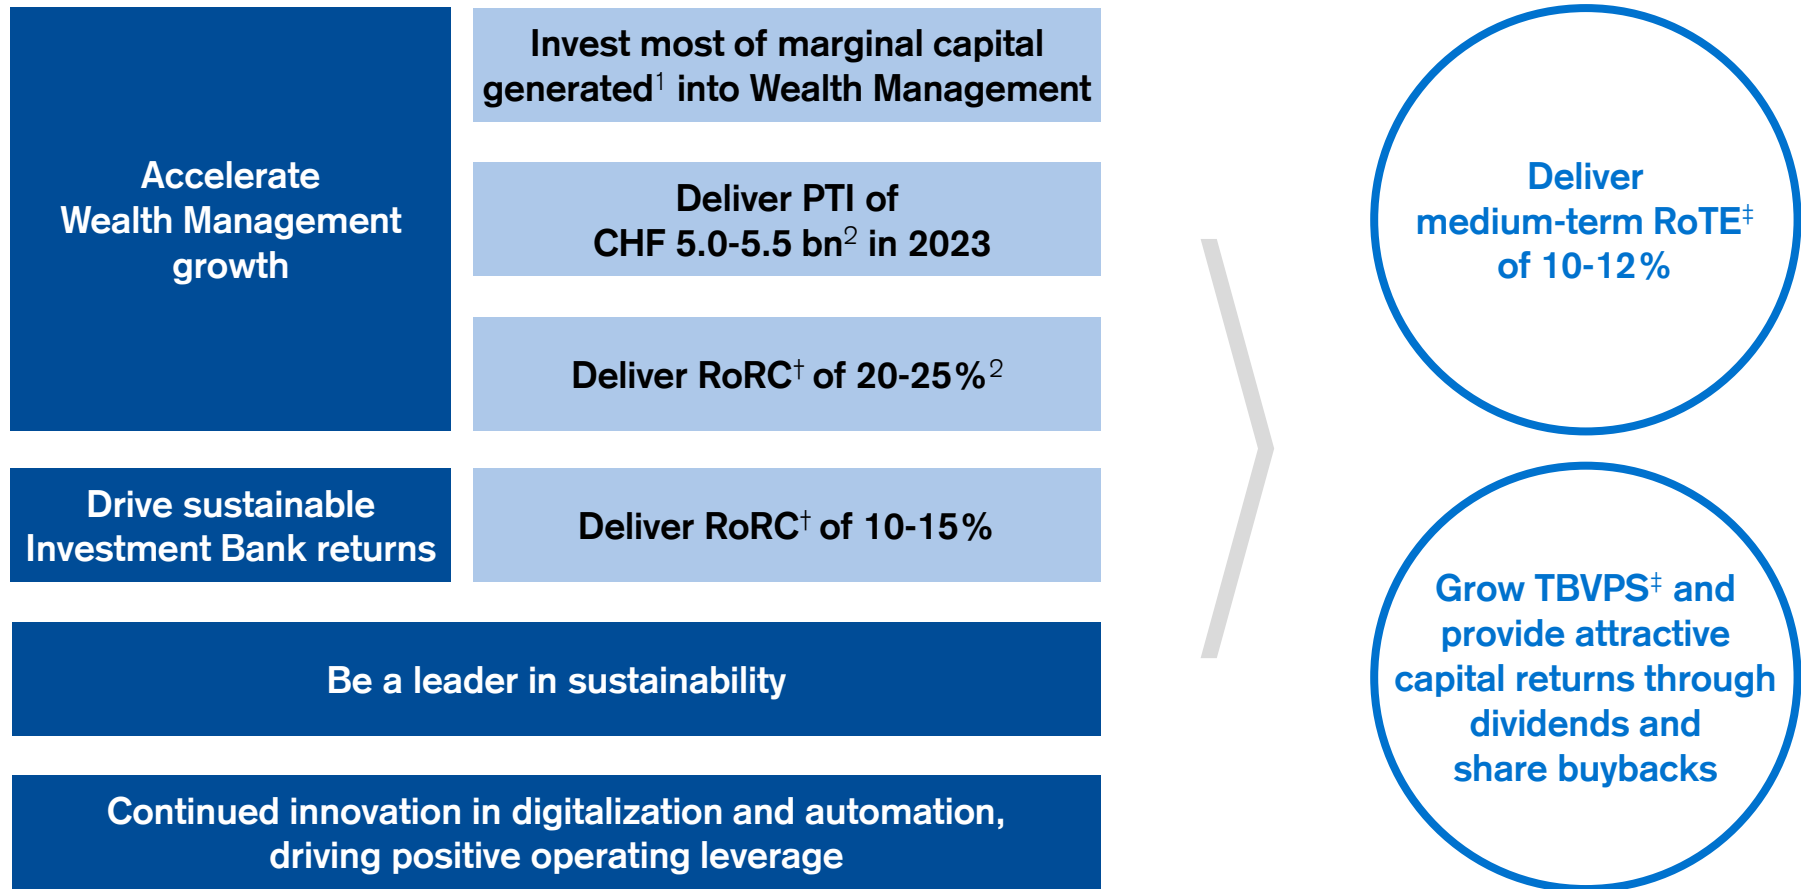 Accelerate
Wealth Management
growth
Invest most of marginal capital
generated¹ into Wealth Management
Deliver PTI of
CHF 5.0-5.5 bn² in 2023
Deliver RoRC† of 20-25%²
Drive sustainable
Investment Bank returns
Deliver RoRC† of 10-15%
Be a leader in sustainability
Continued innovation in digitalization and automation,
driving positive operating leverage
Deliver
medium-term RoTE‡
of 10-12%
Grow TBVPS‡ and
provide attractive
capital returns through
dividends and
share buybacks